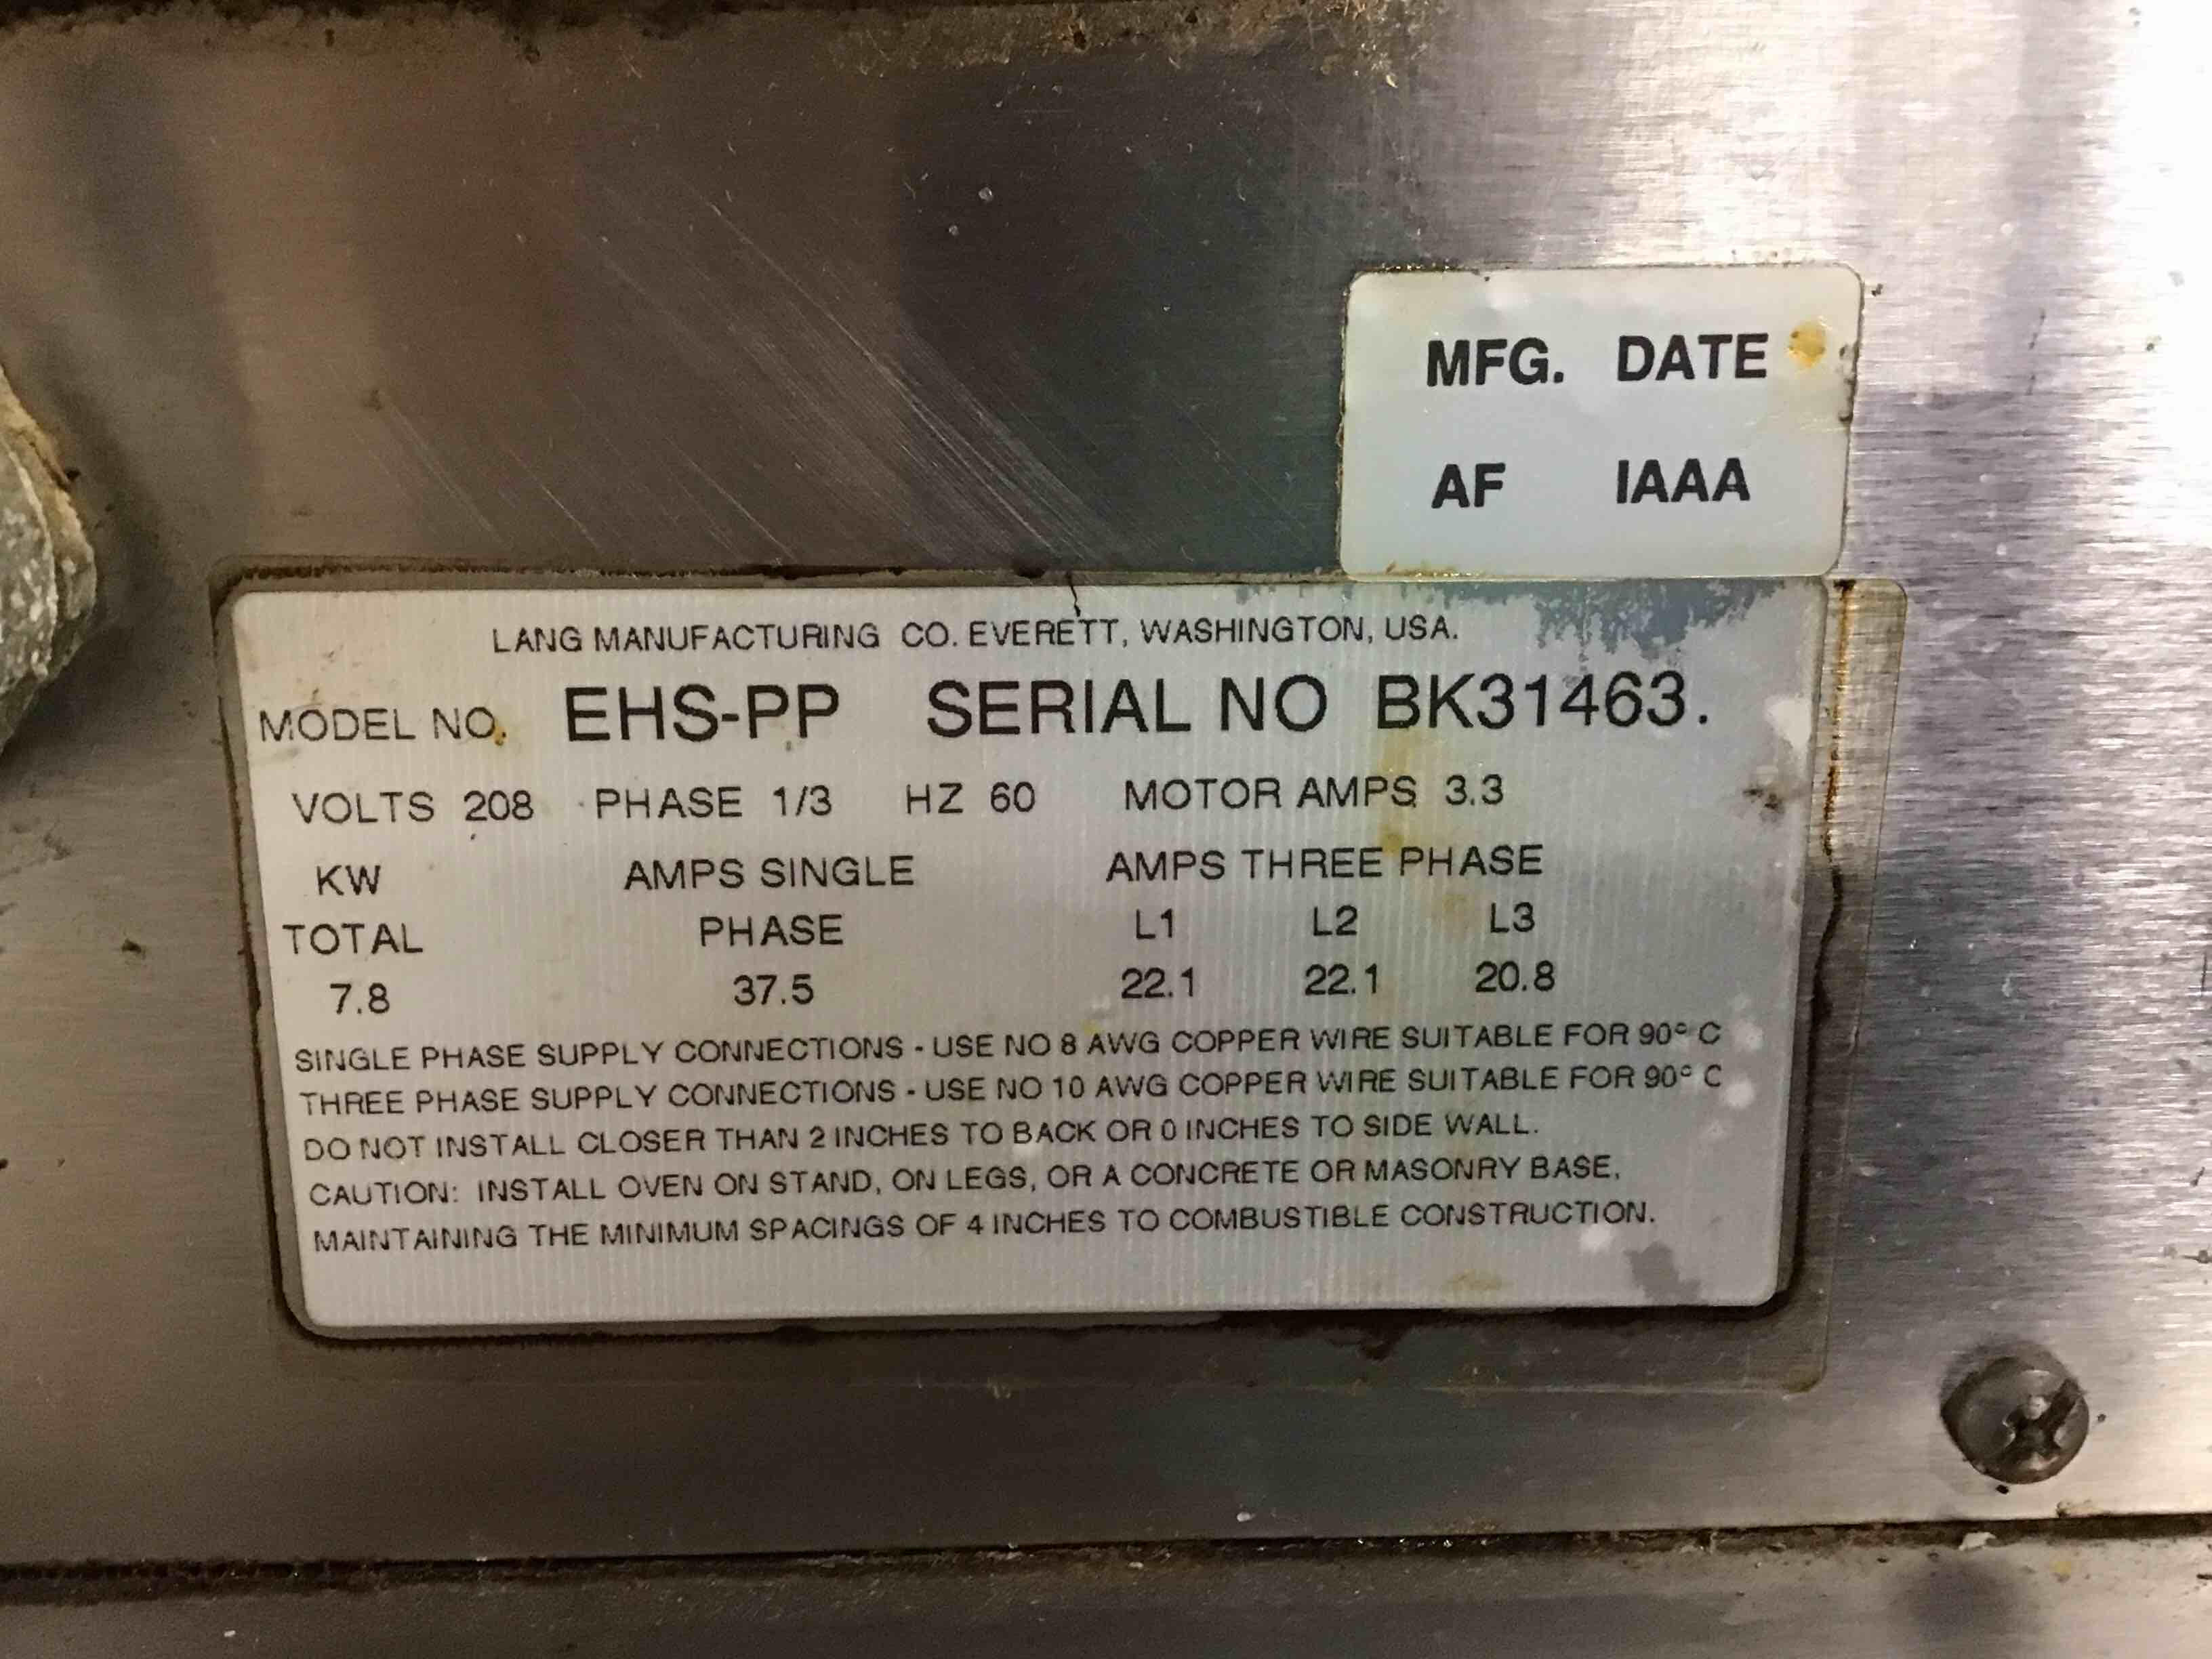 MFG. DATE
AF IAAA
LANG MANUFACTURING CO. EVERETT, WASHINGTON, USA.
MODEL NO. EHS-PP SERIAL NO BK31463.
VOLTS 208 PHASE 1/3 HZ 60 MOTOR AMPS 3.3
KW AMPS SINGLE AMPS THREE PHASE
TOTAL PHASE L1 L2 L3
7.8 37.5 22.1 22.1 20.8
SINGLE PHASE SUPPLY CONNECTIONS - USE NO 8 AWG COPPER WIRE SUITABLE FOR 90° C
THREE PHASE SUPPLY CONNECTIONS - USE NO 10 AWG COPPER WIRE SUITABLE FOR 90° C
DO NOT INSTALL CLOSER THAN 2 INCHES TO BACK OR 0 INCHES TO SIDE WALL.
CAUTION: INSTALL OVEN ON STAND, ON LEGS, OR A CONCRETE OR MASONRY BASE,
MAINTAINING THE MINIMUM SPACINGS OF 4 INCHES TO COMBUSTIBLE CONSTRUCTION.